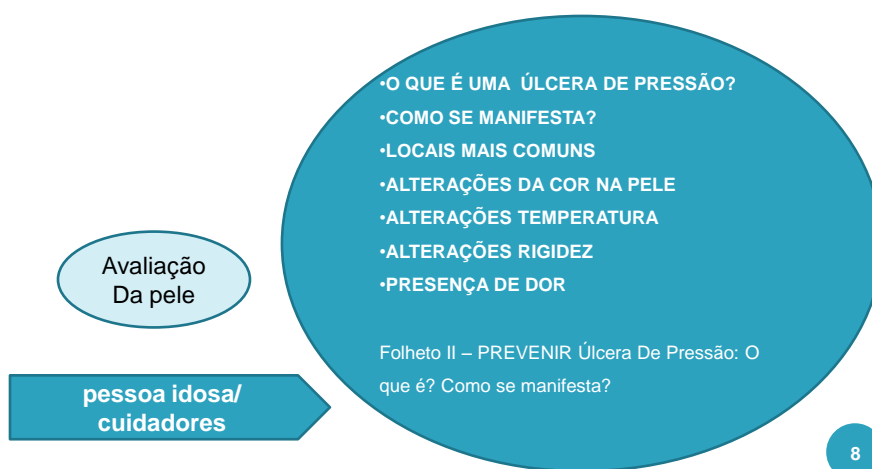 •O QUE É UMA ÚLCERA DE PRESSÃO?
•COMO SE MANIFESTA?
•LOCAIS MAIS COMUNS
•ALTERAÇÕES DA COR NA PELE
•ALTERAÇÕES TEMPERATURA
•ALTERAÇÕES RIGIDEZ
•PRESENÇA DE DOR
Avaliação
Da pele
Folheto II – PREVENIR Úlcera De Pressão: O
que é? Como se manifesta?
pessoa idosa/
cuidadores
8